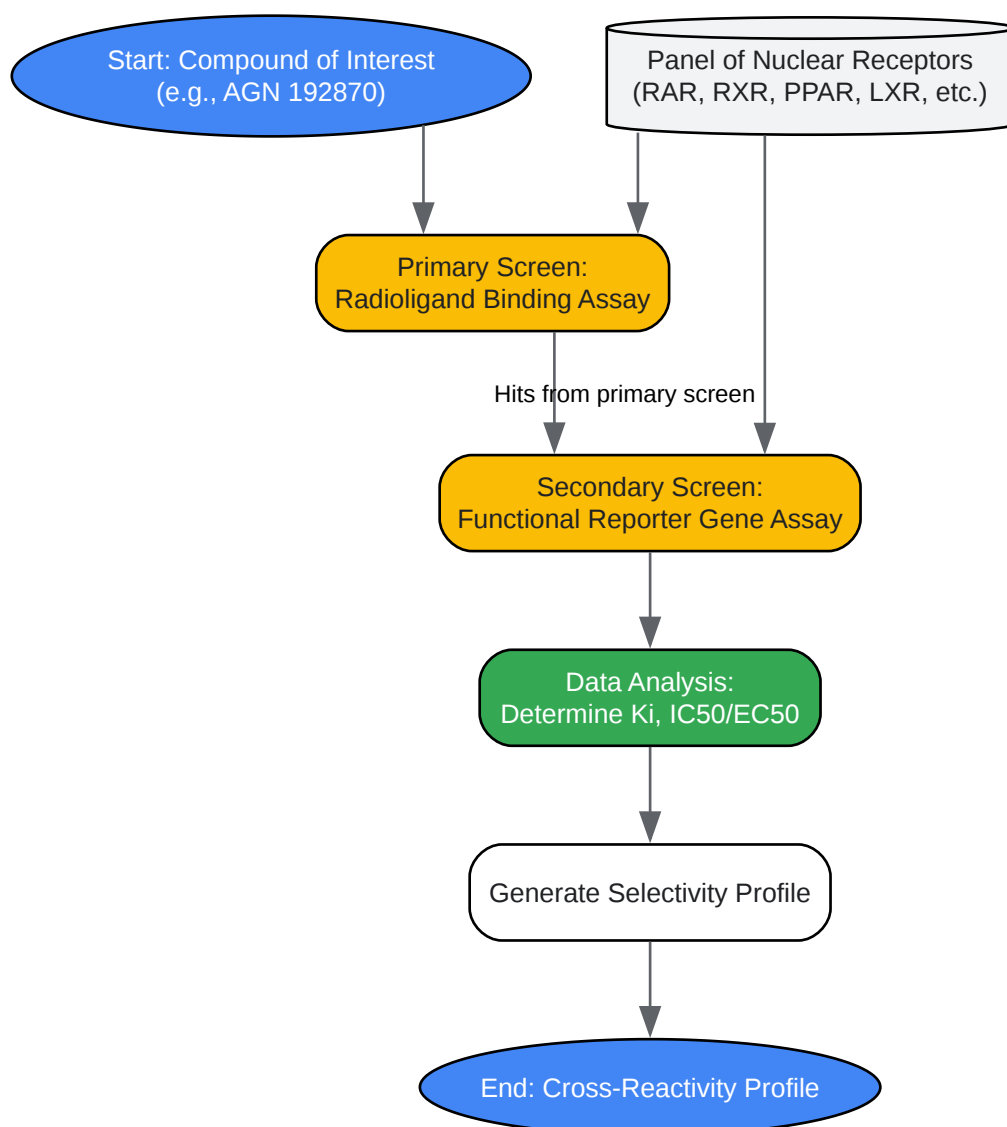 Start: Compound of Interest
(e.g., AGN 192870)
Panel of Nuclear Receptors
(RAR, RXR, PPAR, LXR, etc.)
Primary Screen:
Radioligand Binding Assay
Hits from primary screen
Secondary Screen:
Functional Reporter Gene Assay
Data Analysis:
Determine Ki, IC50/EC50
Generate Selectivity Profile
End: Cross-Reactivity Profile